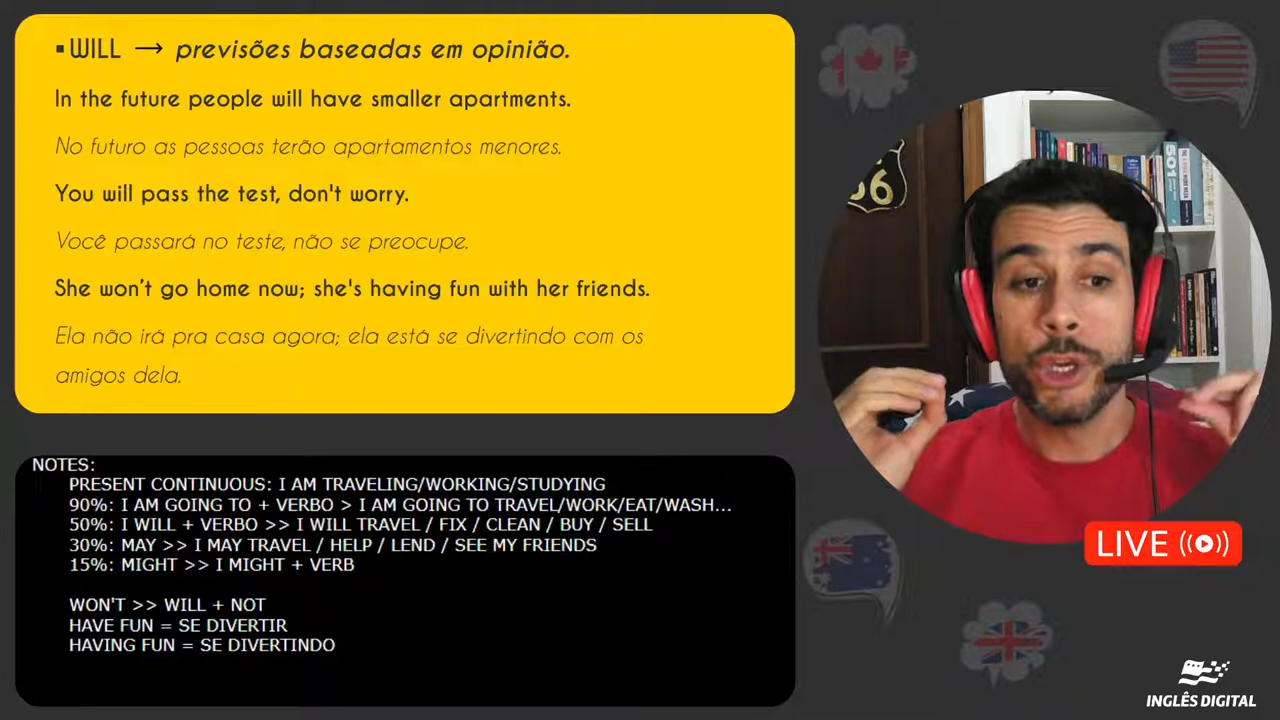 ▪WILL → previsões baseadas em opinião.
In the future people will have smaller apartments.
No futuro as pessoas terão apartamentos menores.
You will pass the test, don't worry.
Você passará no teste, não se preocupe.
She won't go home now; she's having fun with her friends.
Ela não irá pra casa agora; ela está se divertindo com os
amigos dela.
NOTES:
PRESENT CONTINUOUS: I AM TRAVELING/WORKING/STUDYING
90%: I AM GOING TO + VERBO > I AM GOING TO TRAVEL/WORK/EAT/WASH...
50%: I WILL + VERBO >> I WILL TRAVEL / FIX / CLEAN / BUY / SELL
30%: MAY >> I MAY TRAVEL / HELP / LEND / SEE MY FRIENDS
15%: MIGHT >> I MIGHT + VERB
WON'T >> WILL + NOT
HAVE FUN = SE DIVERTIR
HAVING FUN = SE DIVERTINDO
66
501
LIVE
INGLÊS DIGITAL